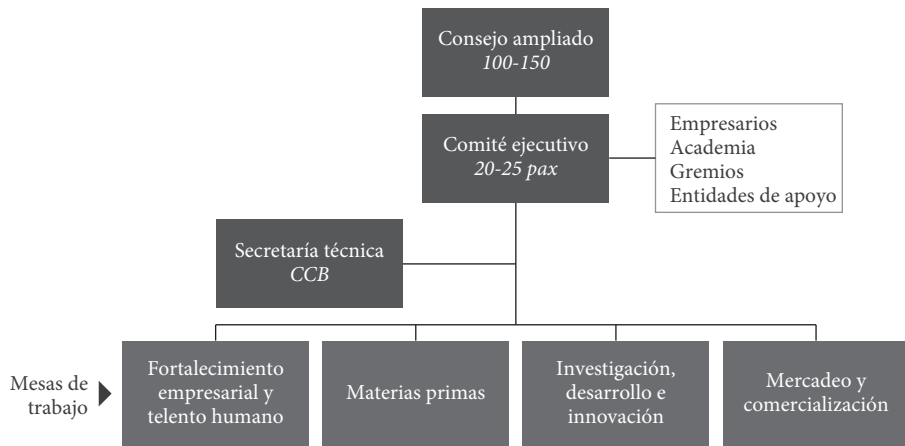 Consejo ampliado
100-150
Comité ejecutivo
20-25 pax
Empresarios
Academia
Gremios
Entidades de apoyo
Secretaría técnica
CCB
Mesas de
trabajo
Fortalecimiento
empresarial y
telento humano
Materias primas
Investigación,
desarrollo e
innovación
Mercadeo y
comercialización